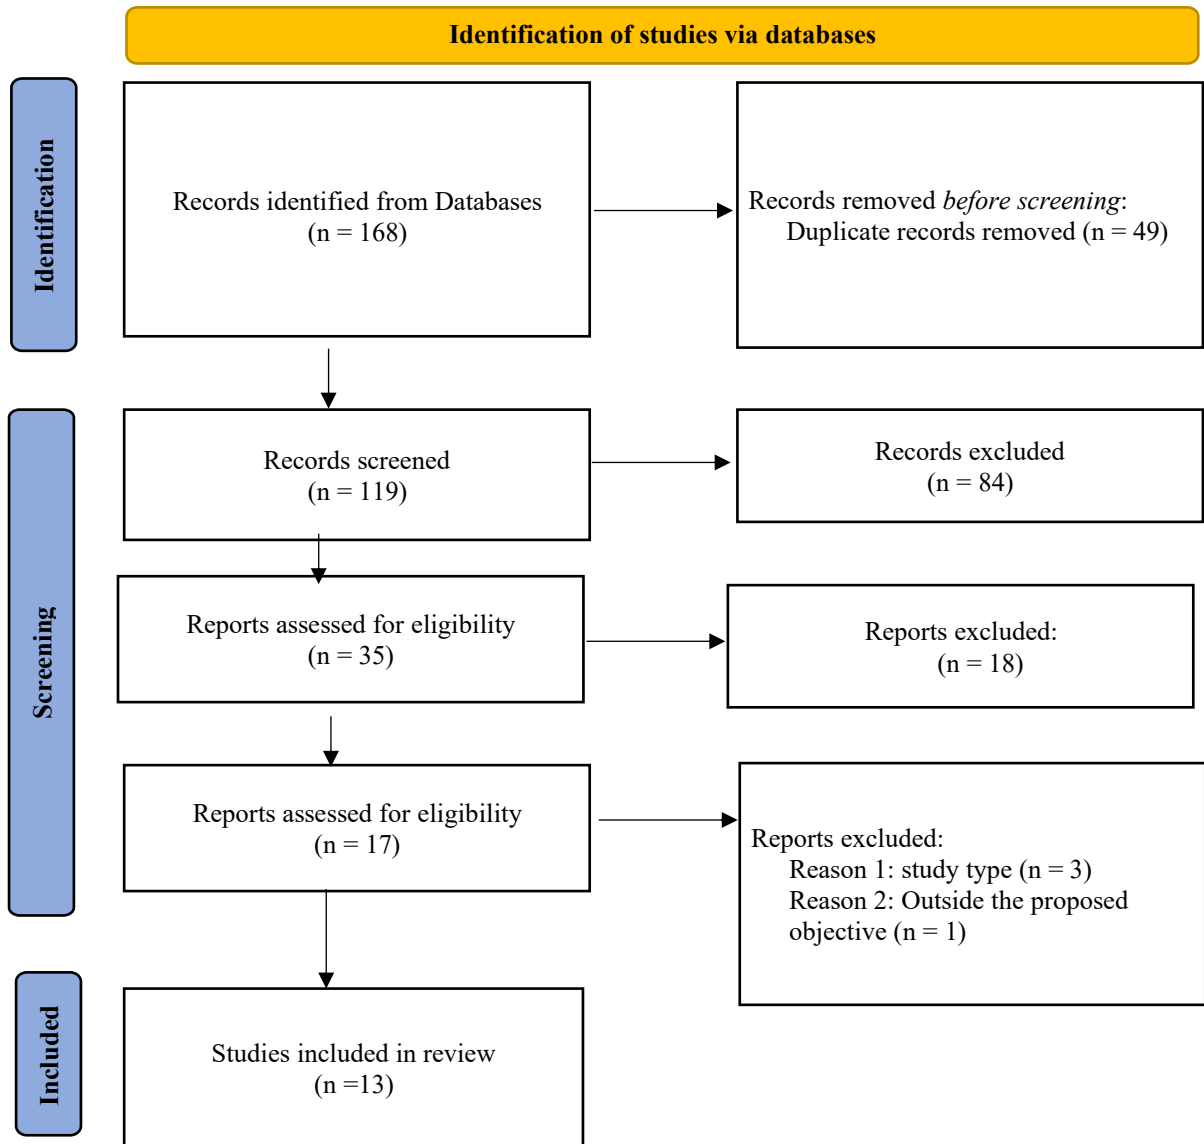 Identification of studies via databases
Identification
Records identified from Databases
(n = 168)
Records removed before screening:
Duplicate records removed (n = 49)
Screening
Records screened
(n = 119)
Records excluded
(n = 84)
Reports assessed for eligibility
(n = 35)
Reports excluded:
(n = 18)
Reports assessed for eligibility
(n = 17)
Reports excluded:
Reason 1: study type (n = 3)
Reason 2: Outside the proposed
objective (n = 1)
Included
Studies included in review
(n =13)